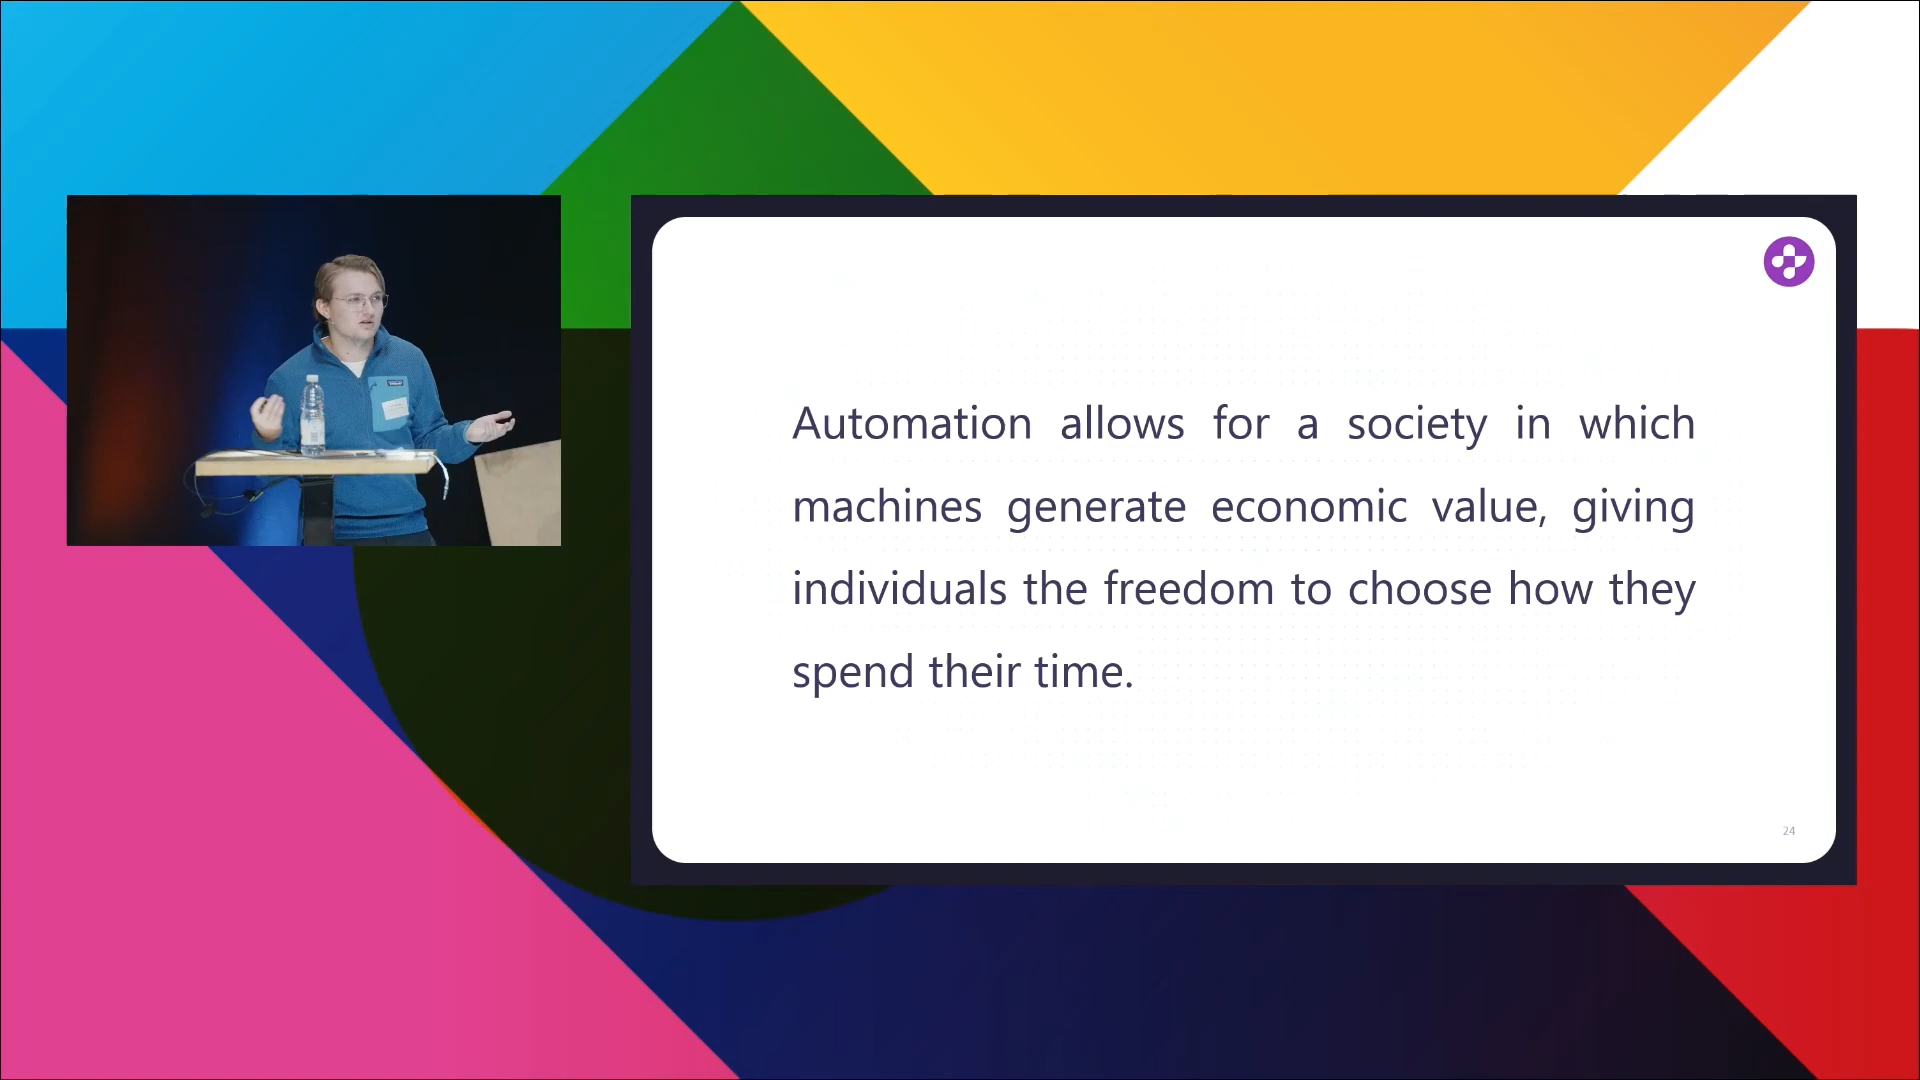 Automation allows for a society in which
machines generate economic value, giving
individuals the freedom to choose how they
spend their time.
24